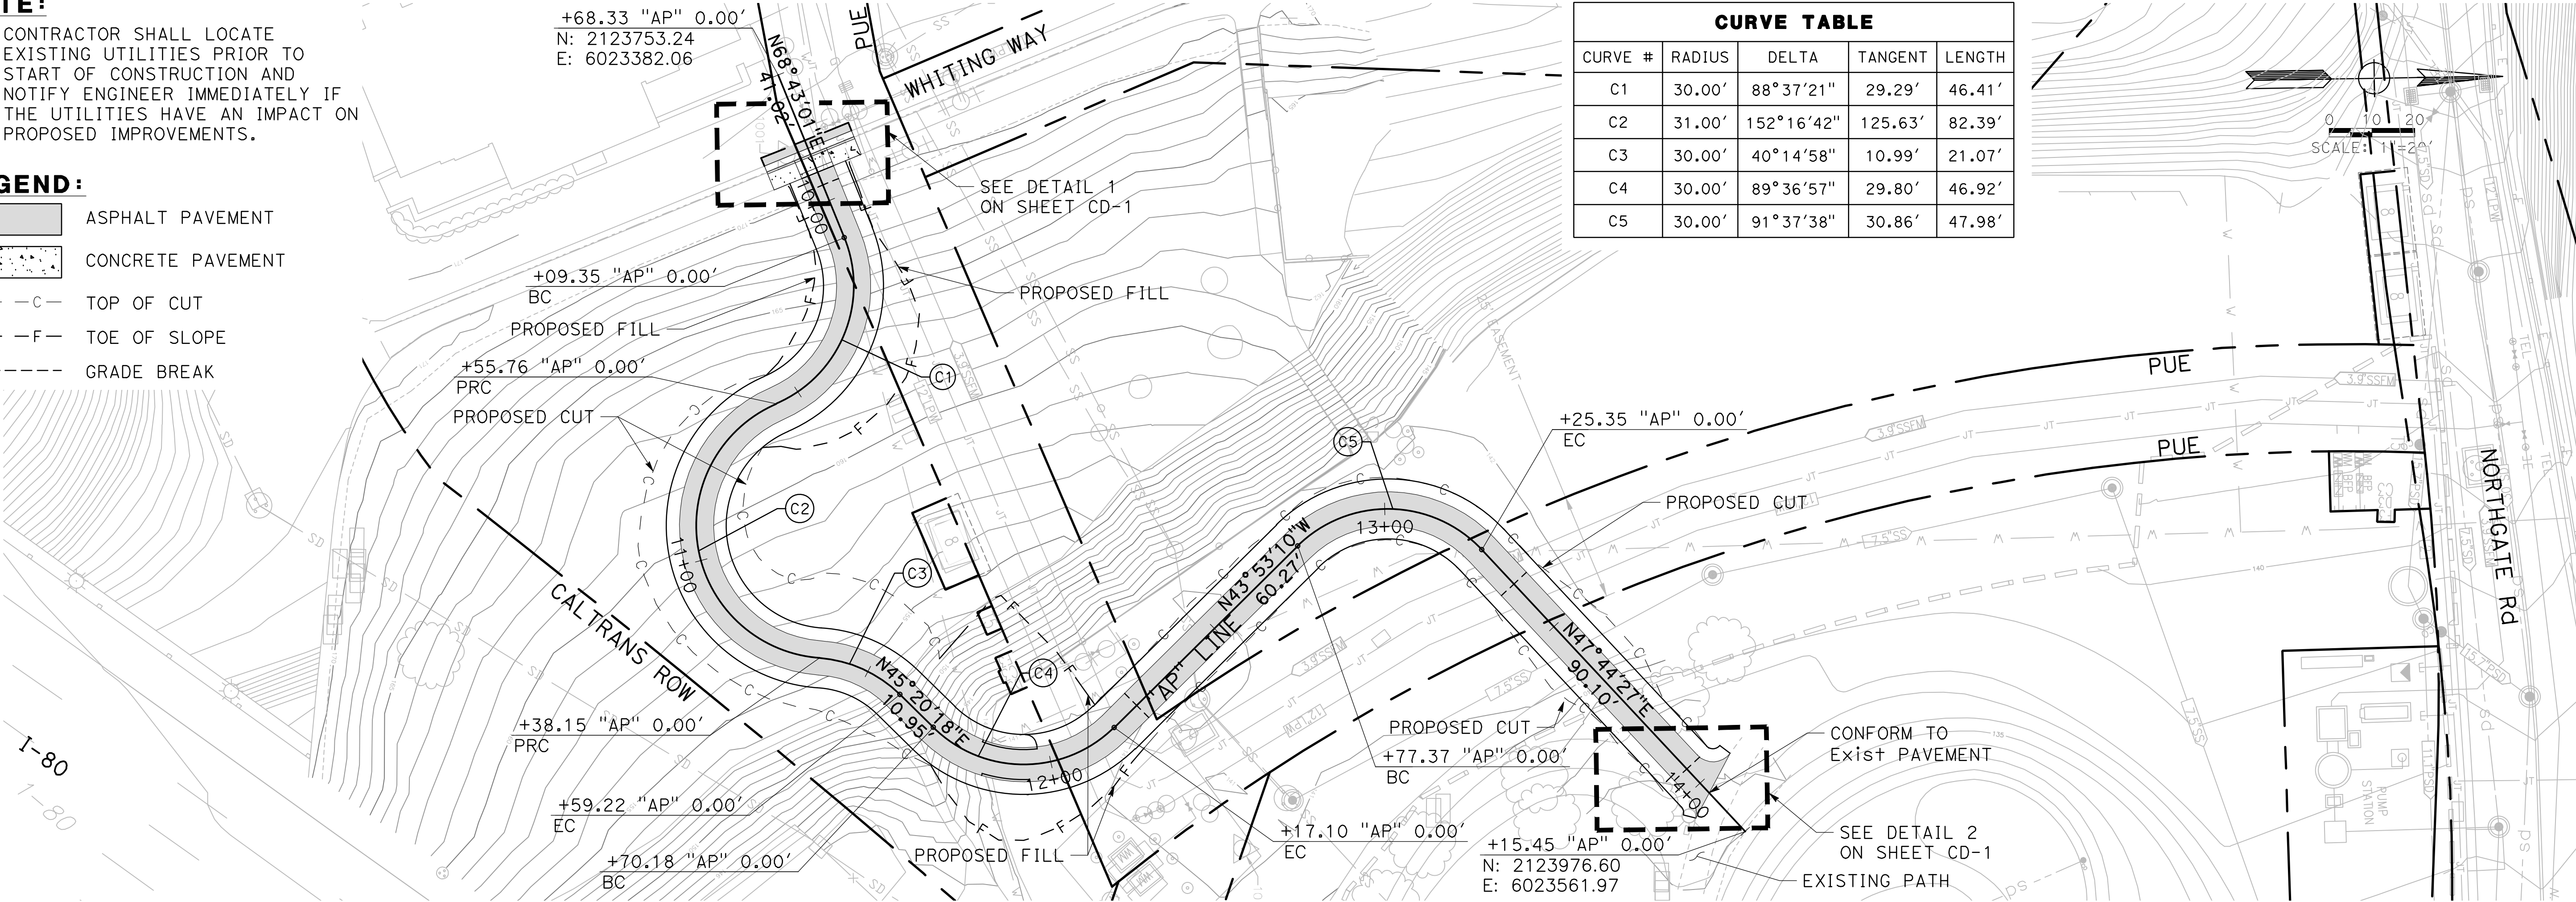 TE:
CONTRACTOR SHALL LOCATE
EXISTING UTILITIES PRIOR TO
START OF CONSTRUCTION AND
NOTIFY ENGINEER IMMEDIATELY IF
THE UTILITIES HAVE AN IMPACT ON
PROPOSED IMPROVEMENTS.
GEND:
ASPHALT PAVEMENT
CONCRETE PAVEMENT
C TOP OF CUT
F TOE OF SLOPE
GRADE BREAK
+68.33 "AP" 0.00'
N: 2123753.24
E: 6023382.06
N68°43'01"E
41.02'
PUE
WHITING WAY
SEE DETAIL 1
ON SHEET CD-1
10+00
+09.35 "AP" 0.00'
BC
PROPOSED FILL
PROPOSED FILL
+55.76 "AP" 0.00'
PRC
PROPOSED CUT
C1
C2
C3
C4
C5
11+00
CALTRANS ROW
N45°20'18"E
10.95'
+38.15 "AP" 0.00'
PRC
+59.22 "AP" 0.00'
EC
+70.18 "AP" 0.00'
BC
I-80
I-80
12+00
PROPOSED FILL
+17.10 "AP" 0.00'
EC
"AP" LINE
N43°53'10"W
60.27'
13+00
+77.37 "AP" 0.00'
BC
PROPOSED CUT
+25.35 "AP" 0.00'
EC
PROPOSED CUT
25' EASEMENT
N47°44'27"E
90.10'
14+00
+15.45 "AP" 0.00'
N: 2123976.60
E: 6023561.97
CONFORM TO
Exist PAVEMENT
SEE DETAIL 2
ON SHEET CD-1
EXISTING PATH
PUE
PUE
NORTHGATE Rd
PUMP
STATION
CURVE TABLE
CURVE # RADIUS DELTA TANGENT LENGTH
C1 30.00' 88°37'21" 29.29' 46.41'
C2 31.00' 152°16'42" 125.63' 82.39'
C3 30.00' 40°14'58" 10.99' 21.07'
C4 30.00' 89°36'57" 29.80' 46.92'
C5 30.00' 91°37'38" 30.86' 47.98'
0 10 20
SCALE: 1"=20'